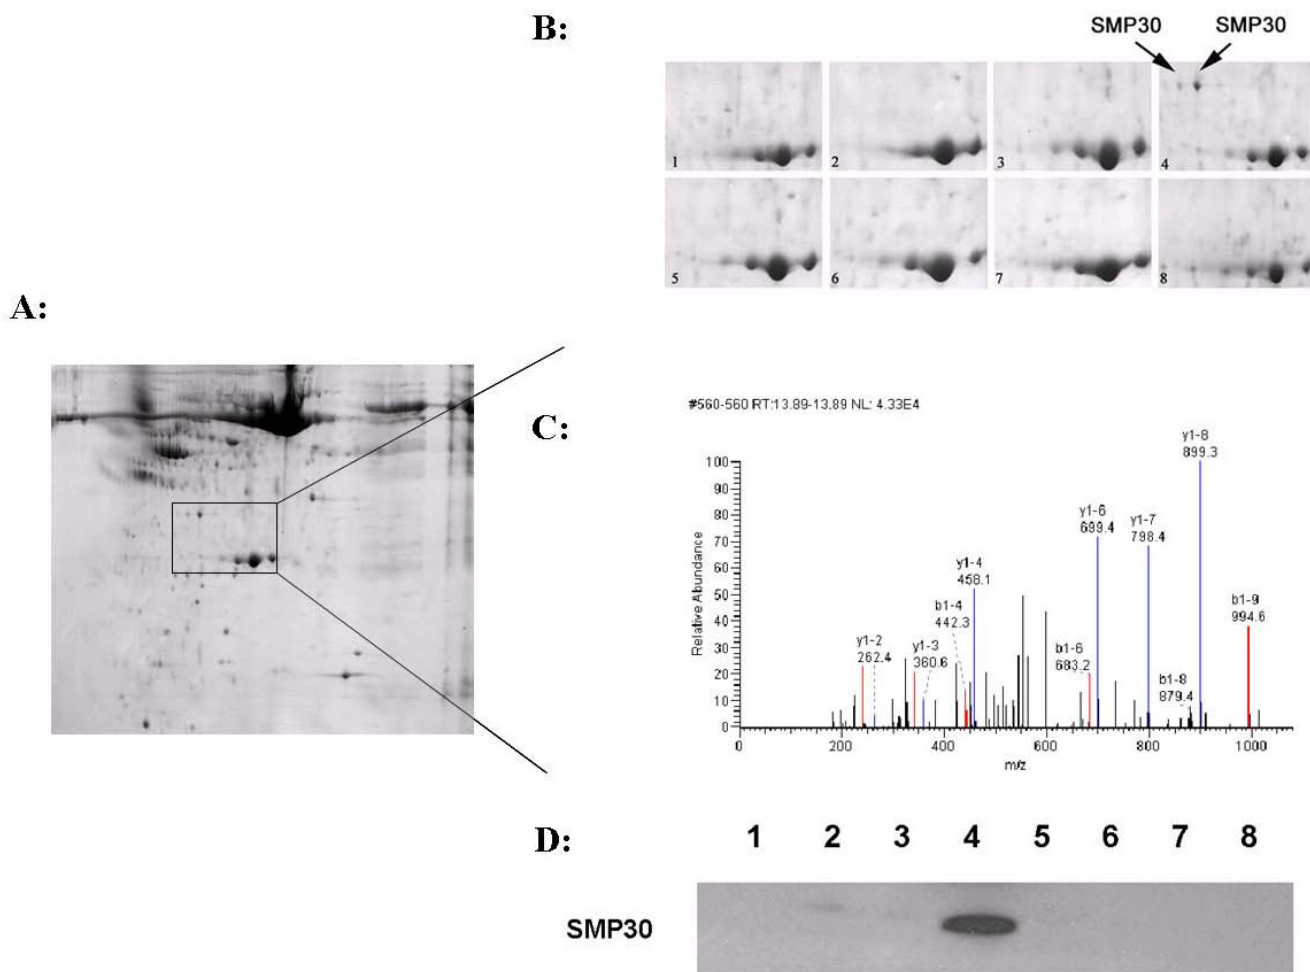 B:
SMP30 SMP30
1 2 3 4
5 6 7 8
A:
#560-560 RT:13.89-13.89 NL: 4.33E4
C:
y1-8
899.3
y1-6
699.4
y1-7
798.4
y1-4
458.1
b1-9
994.6
b1-4
442.3
y1-2
262.4
y1-3
360.6
b1-6
683.2
b1-8
879.4
Relative Abundance
100
90
80
70
60
50
40
30
20
10
0
0 200 400 600 800 1000
m/z
D:
1 2 3 4 5 6 7 8
SMP30